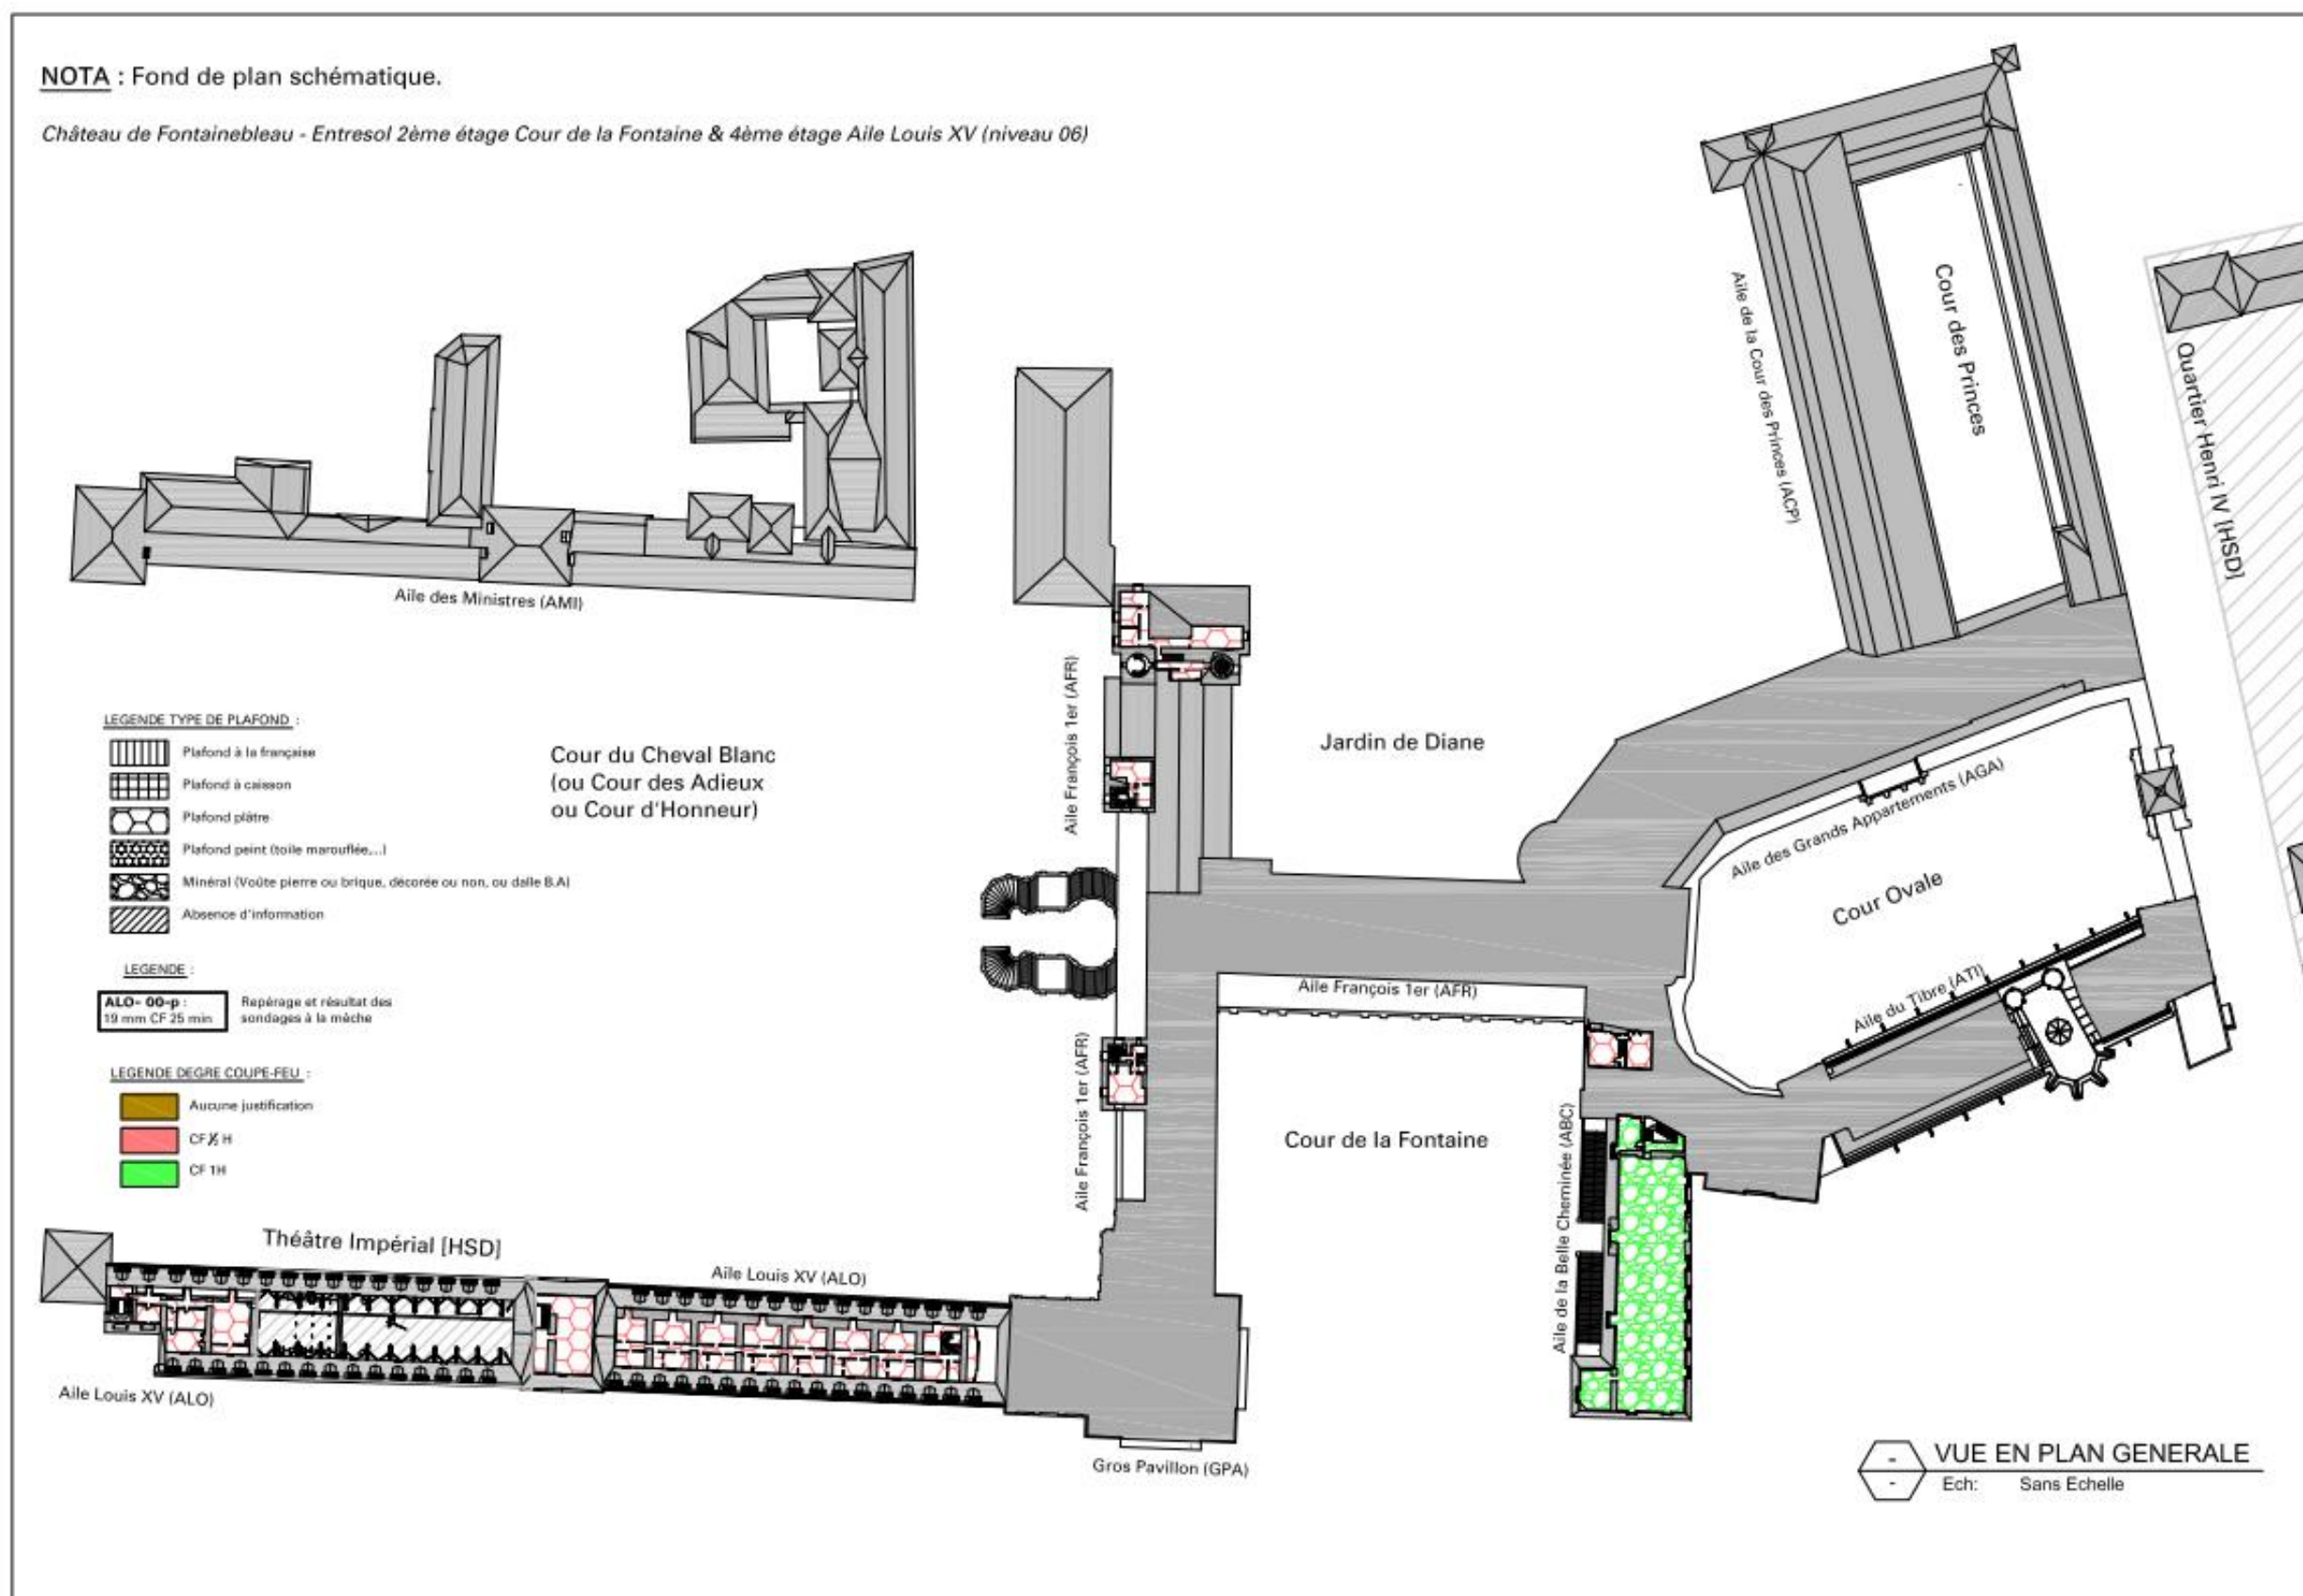 NOTA : Fond de plan schématique.
Château de Fontainebleau - Entresol 2ème étage Cour de la Fontaine & 4ème étage Aile Louis XV (niveau 06)
Aile des Ministres (AMI)
Aile de la Cour des Princes (ACP)
Cour des Princes
Quartier Henri IV [HSD]
LEGENDE TYPE DE PLAFOND :
Plafond à la française
Plafond à caisson
Plafond plâtre
Plafond peint (toile marouflée,...)
Minéral (Voûte pierre ou brique, décorée ou non, ou dalle B.A)
Absence d'information
Cour du Cheval Blanc
(ou Cour des Adieux
ou Cour d'Honneur)
Aile François 1er (AFR)
Jardin de Diane
Aile des Grands Appartements (AGA)
Cour Ovale
Aile du Tibre (ATI)
Aile François 1er (AFR)
LEGENDE :
ALO- 00-p :
19 mm CF 25 min
Repérage et résultat des
sondages à la mèche
LEGENDE DEGRE COUPE-FEU :
Aucune justification
CF ½ H
CF 1H
Aile François 1er (AFR)
Cour de la Fontaine
Aile de la Belle Cheminée (ABC)
Théâtre Impérial [HSD]
Aile Louis XV (ALO)
Aile Louis XV (ALO)
Gros Pavillon (GPA)
VUE EN PLAN GENERALE
Ech: Sans Echelle